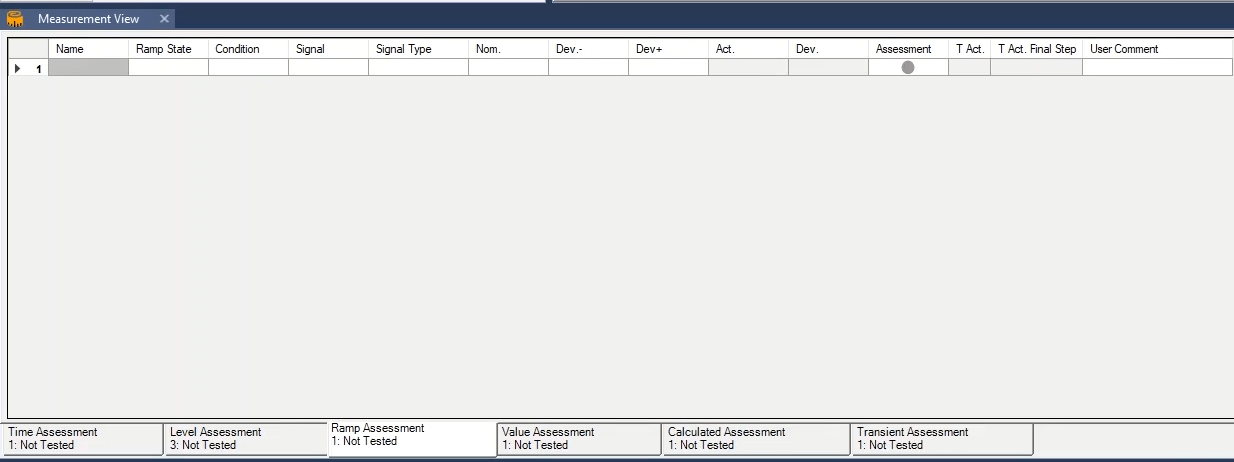 Measurement View
Name Ramp State Condition Signal Signal Type Nom. Dev.- Dev+ Act. Dev. Assessment T Act. T Act. Final Step User Comment
1
Time Assessment
1: Not Tested
Level Assessment
3: Not Tested
Ramp Assessment
1: Not Tested
Value Assessment
1: Not Tested
Calculated Assessment
1: Not Tested
Transient Assessment
1: Not Tested